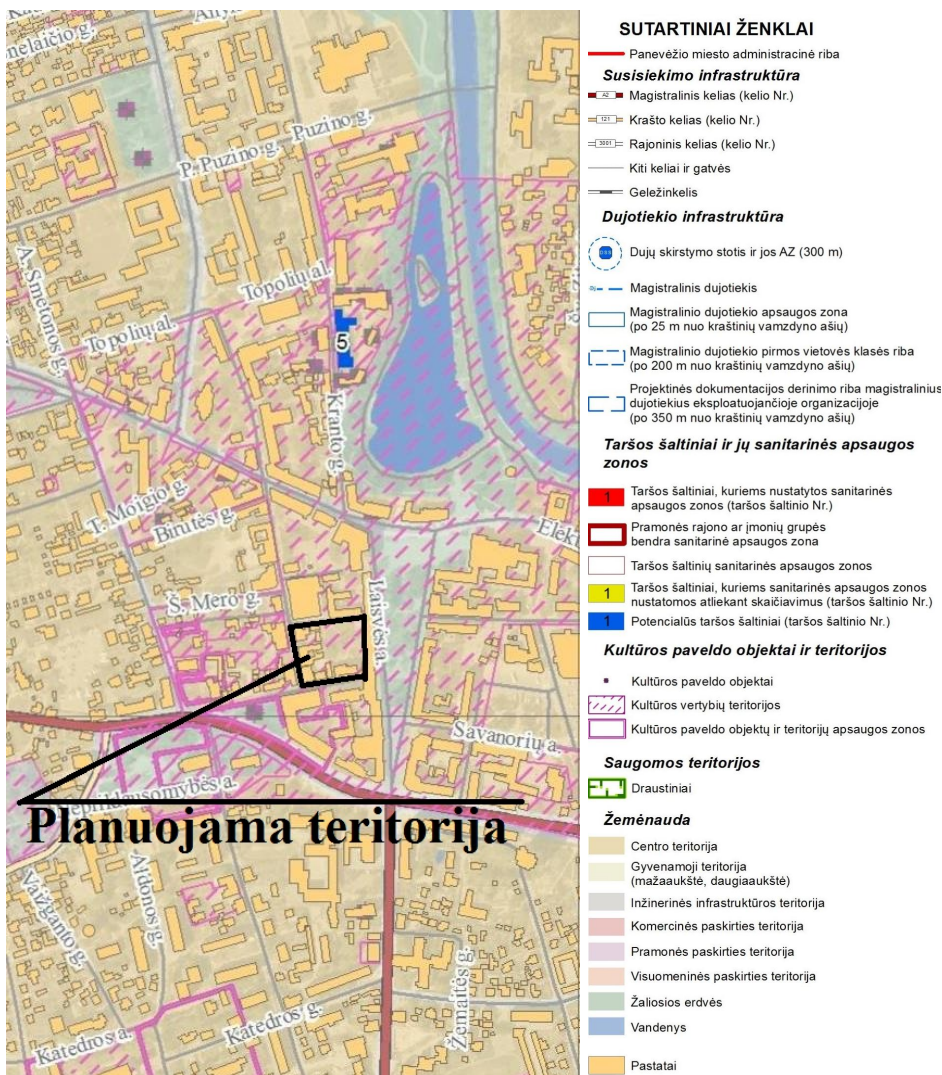 P. Puzino g.
A. Smetonos g.
Topolių al.
Topolių al.
5
Kranto g.
T. Moigio g.
Birutės g.
Š. Mero g.
Laisvės a.
Savanorių a.
Planuojama teritorija
Vaižganto g.
Aldonos g.
Katedros a.
Katedros g.
Žemaitės g.
SUTARTINIAI ŽENKLAI
Panevėžio miesto administracinė riba
Susisiekimo infrastruktūra
A2 Magistralinis kelias (kelio Nr.)
121 Krašto kelias (kelio Nr.)
3001 Rajoninis kelias (kelio Nr.)
Kiti keliai ir gatvės
Geležinkelis
Dujotiekio infrastruktūra
Dujų skirstymo stotis ir jos AZ (300 m)
Magistralinis dujotiekis
Magistralinio dujotiekio apsaugos zona
(po 25 m nuo kraštinių vamzdyno ašių)
Magistralinio dujotiekio pirmos vietovės klasės riba
(po 200 m nuo kraštinių vamzdyno ašių)
Projektinės dokumentacijos derinimo riba magistralinius
dujotiekius eksploatuojančioje organizacijoje
(po 350 m nuo kraštinių vamzdyno ašių)
Taršos šaltiniai ir jų sanitarinės apsaugos
zonos
1 Taršos šaltiniai, kuriems nustatytos sanitarinės
apsaugos zonos (taršos šaltinio Nr.)
Pramonės rajono ar įmonių grupės
bendra sanitarinė apsaugos zona
Taršos šaltinių sanitarinės apsaugos zonos
1 Taršos šaltiniai, kuriems sanitarinės apsaugos zonos
nustatomos atliekant skaičiavimus (taršos šaltinio Nr.)
1 Potencialūs taršos šaltiniai (taršos šaltinio Nr.)
Kultūros paveldo objektai ir teritorijos
Kultūros paveldo objektai
Kultūros vertybių teritorijos
Kultūros paveldo objektų ir teritorijų apsaugos zonos
Saugomos teritorijos
Draustiniai
Žemėnauda
Centro teritorija
Gyvenamoji teritorija
(mažaaukštė, daugiaaukštė)
Inžinerinės infrastruktūros teritorija
Komercinės paskirties teritorija
Pramonės paskirties teritorija
Visuomeninės paskirties teritorija
Žaliosios erdvės
Vandenys
Pastatai